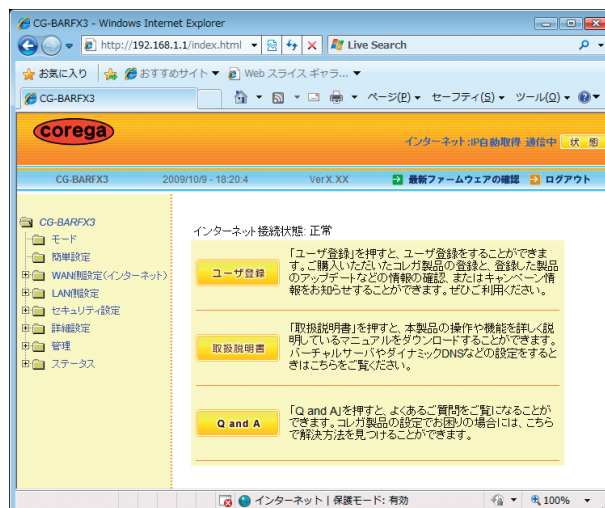 CG-BARFX3 - Windows Internet Explorer
http://192.168.1.1/index.html
Live Search
お気に入り
おすすめサイト ▼
Web スライス ギャラ... ▼
CG-BARFX3
ページ(P) ▼ セーフティ(S) ▼ ツール(O) ▼
corega
インターネット:IP自動取得 通信中 状 態
CG-BARFX3 2009/10/9 - 18:20:4 Ver.X.XX 最新ファームウェアの確認 ログアウト
CG-BARFX3
モード
簡単設定
WAN側設定(インターネット)
LAN側設定
セキュリティ設定
詳細設定
管理
ステータス
インターネット接続状態: 正常
ユーザ登録
「ユーザ登録」を押すと、ユーザ登録をすることができま
す。ご購入いただいたコレガ製品の登録と、登録した製品
のアップデートなどの情報の確認、またはキャンペーン情
報をお知らせすることができます。ぜひご利用ください。
取扱説明書
「取扱説明書」を押すと、本製品の操作や機能を詳しく説
明しているマニュアルをダウンロードすることができます。
バーチャルサーバやダイナミックDNSなどの設定をすると
きはこちらをご覧ください。
Q and A
「Q and A」を押すと、よくあるご質問をご覧になることが
できます。コレガ製品の設定でお困りの場合には、こちら
で解決方法を見つけることができます。
インターネット | 保護モード: 有効
100%